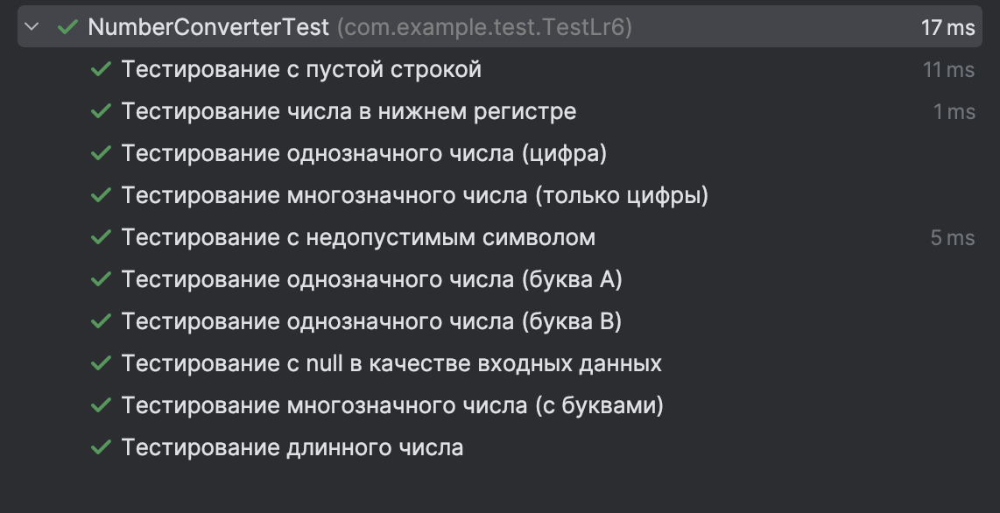 NumberConverterTest (com.example.test.TestLr6) 17 ms
Тестирование с пустой строкой 11 ms
Тестирование числа в нижнем регистре 1 ms
Тестирование однозначного числа (цифра)
Тестирование многозначного числа (только цифры)
Тестирование с недопустимым символом 5 ms
Тестирование однозначного числа (буква A)
Тестирование однозначного числа (буква B)
Тестирование с null в качестве входных данных
Тестирование многозначного числа (с буквами)
Тестирование длинного числа